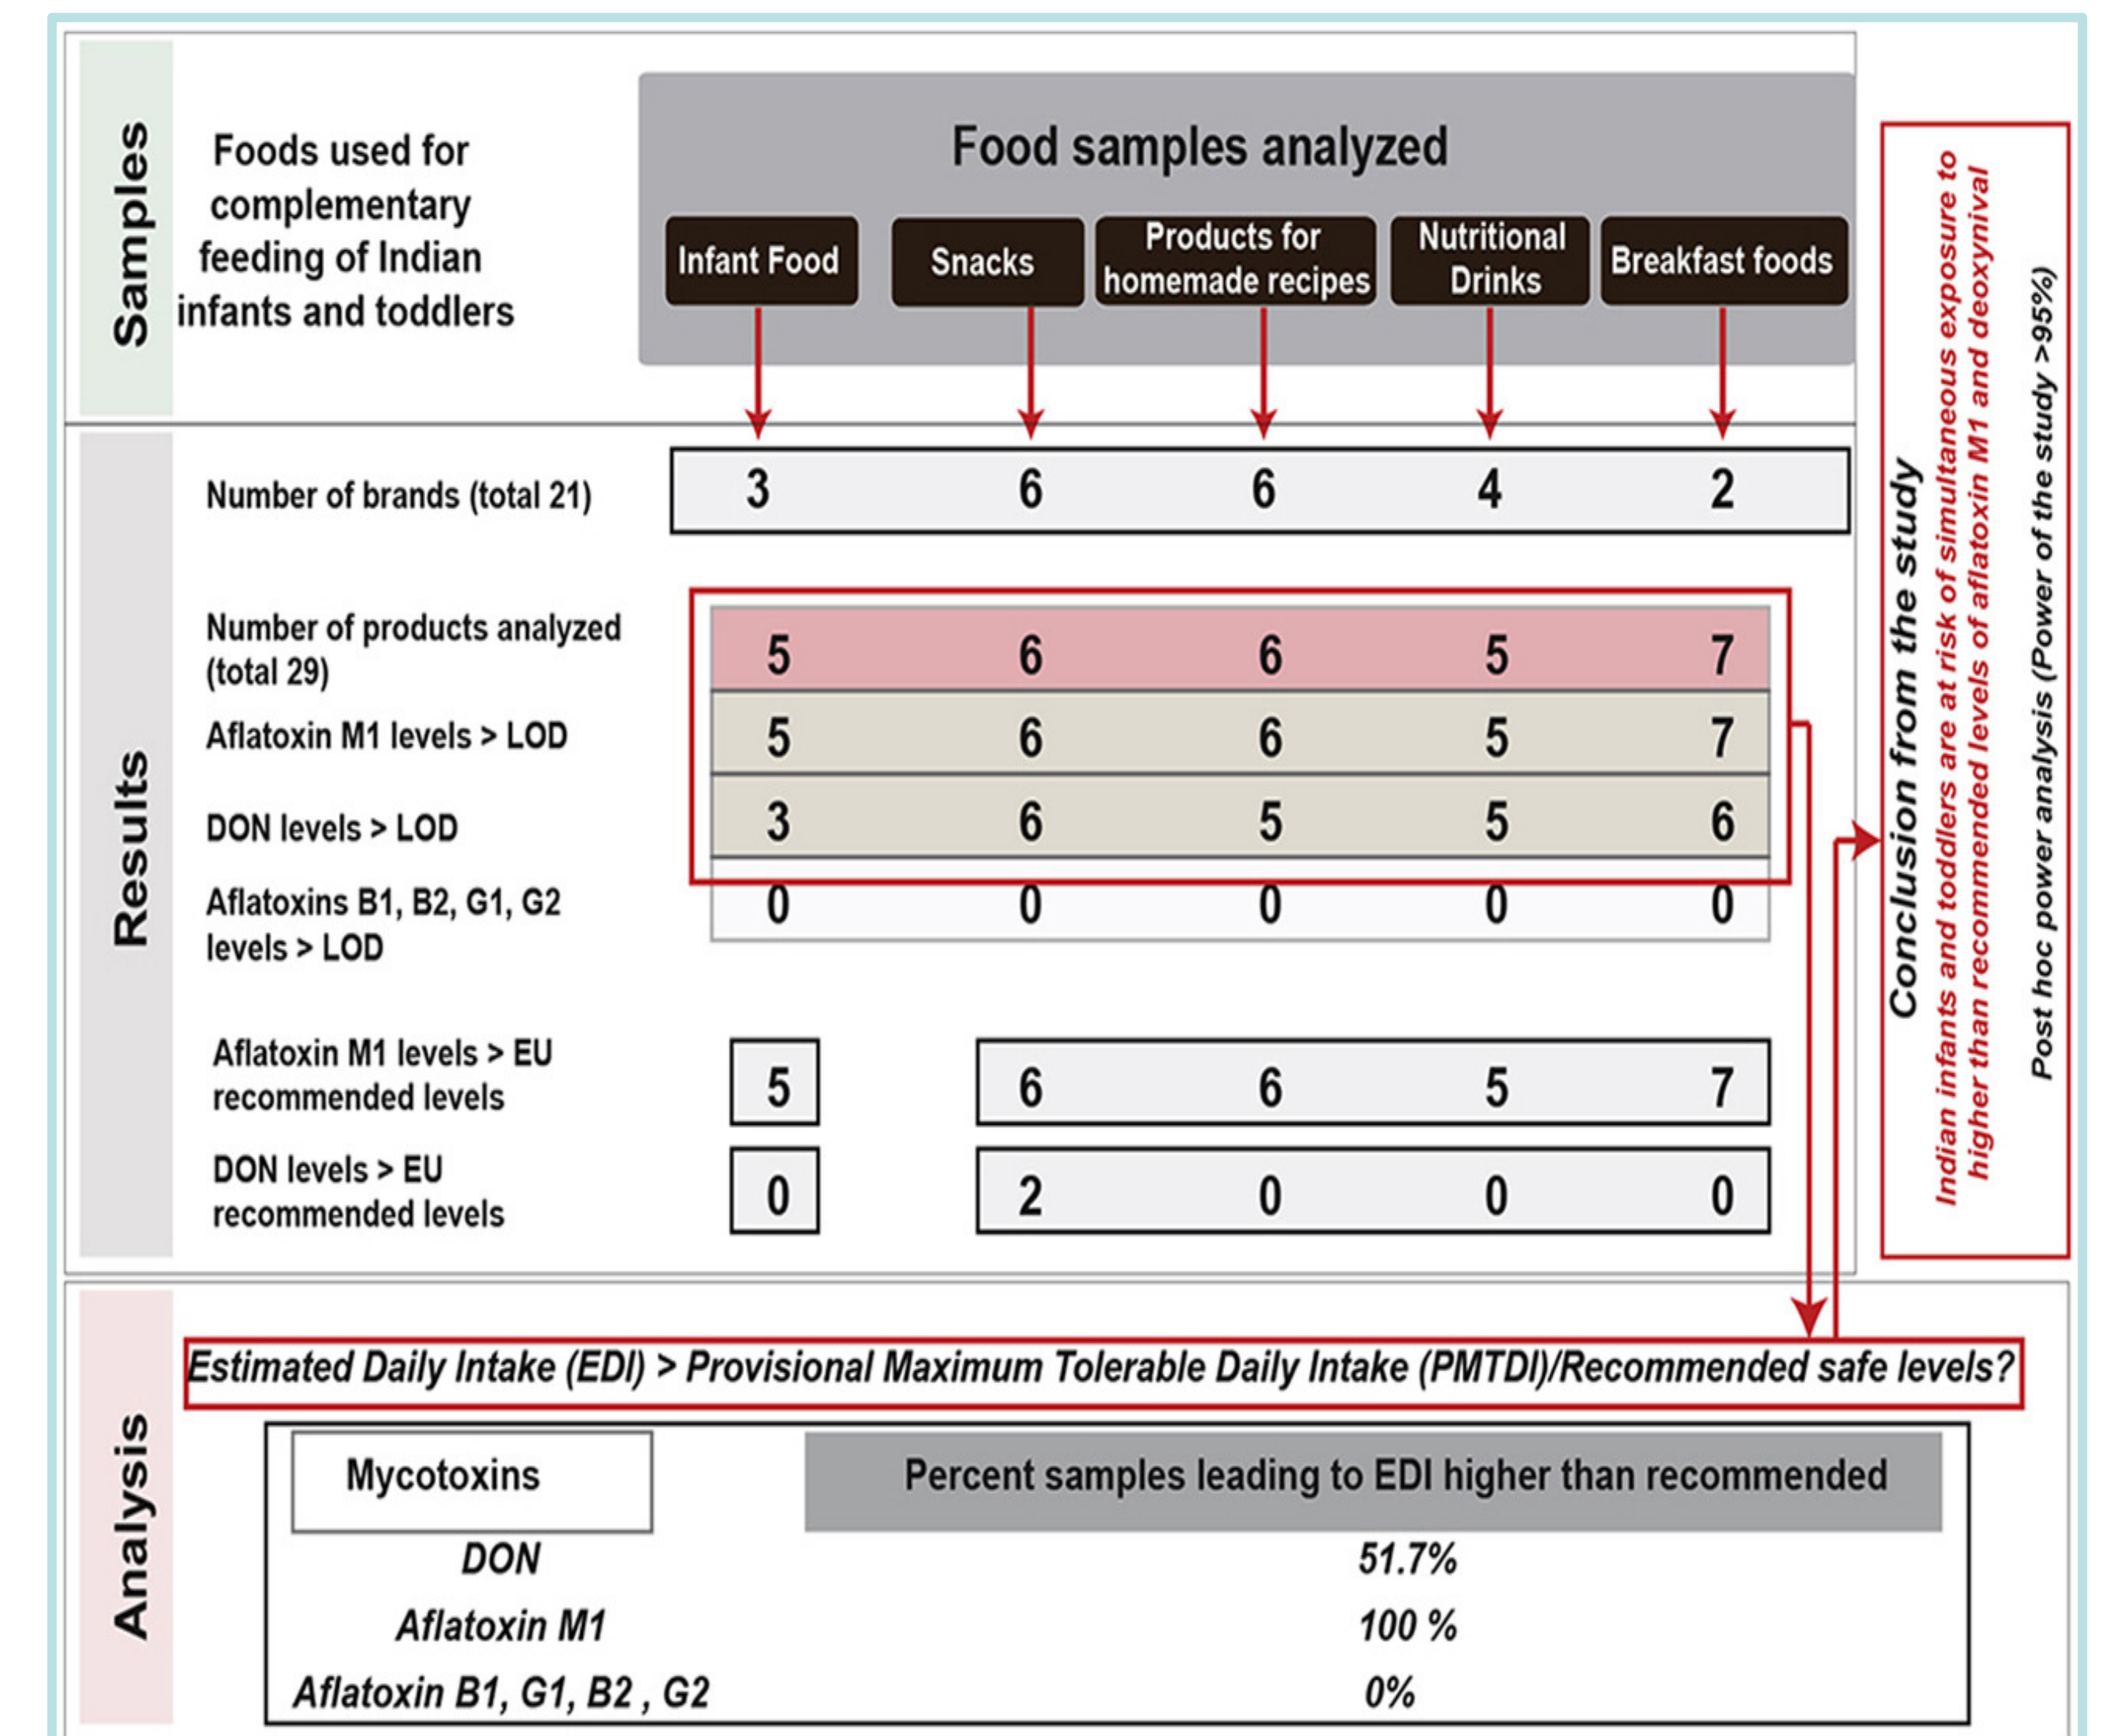 Samples
Foods used for
complementary
feeding of Indian
infants and toddlers
Food samples analyzed
Infant Food
Snacks
Products for
homemade recipes
Nutritional
Drinks
Breakfast foods
Results
Number of brands (total 21)
3 6 6 4 2
Number of products analyzed
(total 29)
5 6 6 5 7
Aflatoxin M1 levels > LOD
5 6 6 5 7
DON levels > LOD
3 6 5 5 6
Aflatoxins B1, B2, G1, G2
levels > LOD
0 0 0 0 0
Aflatoxin M1 levels > EU
recommended levels
5 6 6 5 7
DON levels > EU
recommended levels
0 2 0 0 0
Conclusion from the study
Indian infants and toddlers are at risk of simultaneous exposure to
higher than recommended levels of aflatoxin M1 and deoxynival
Post hoc power analysis (Power of the study >95%)
Analysis
Estimated Daily Intake (EDI) > Provisional Maximum Tolerable Daily Intake (PMTDI)/Recommended safe levels?
Mycotoxins
Percent samples leading to EDI higher than recommended
DON 51.7%
Aflatoxin M1 100 %
Aflatoxin B1, G1, B2 , G2 0%